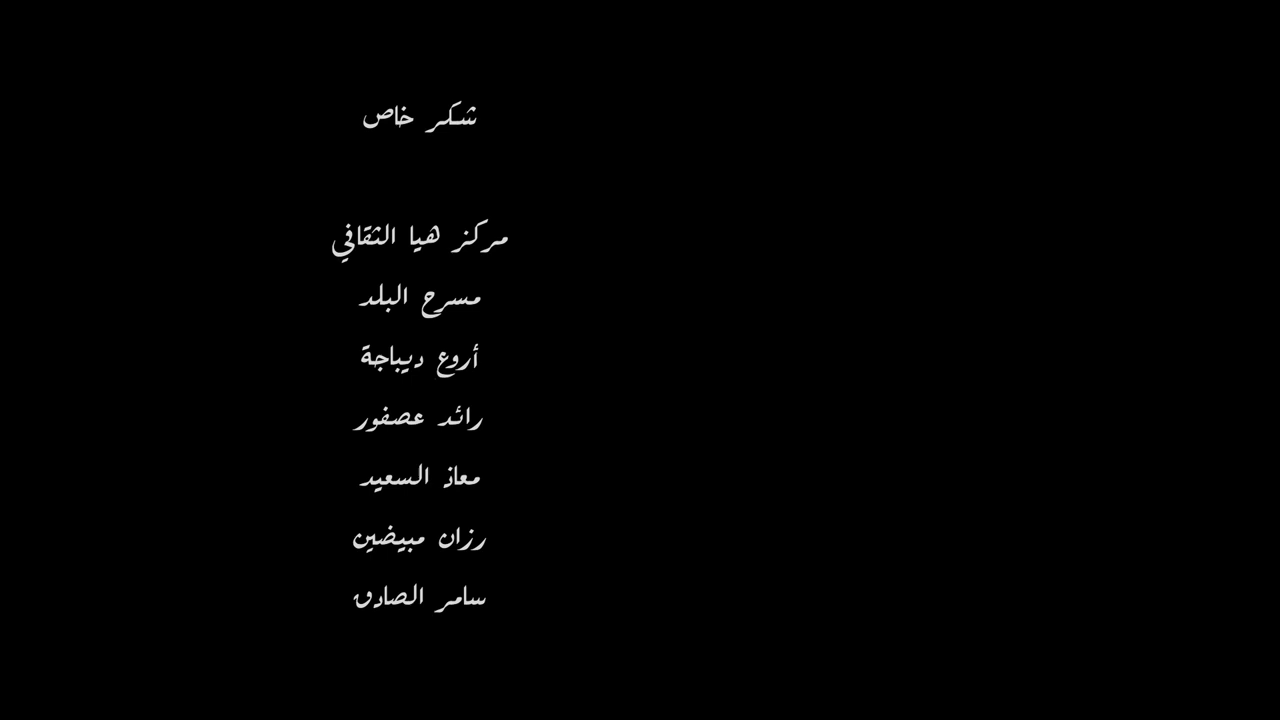 شكر خاص
مركز هيا الثقافي
مسرح البلد
أروع ديباجة
رائد عصفور
معاذ السعيد
رزان مبيضين
سامر الصادق